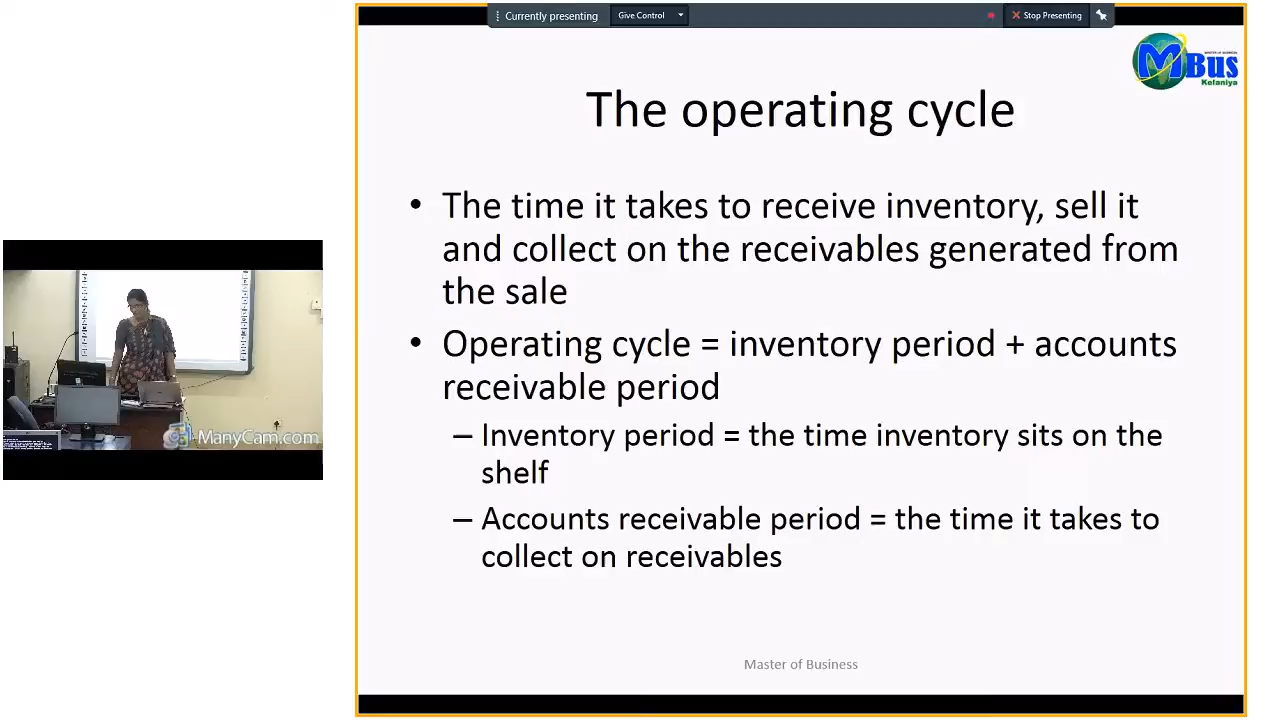 Currently presenting
Give Control
Stop Presenting
MBus
Kelaniya
The operating cycle
• The time it takes to receive inventory, sell it
and collect on the receivables generated from
the sale
• Operating cycle = inventory period + accounts
receivable period
– Inventory period = the time inventory sits on the
shelf
– Accounts receivable period = the time it takes to
collect on receivables
Master of Business
ManyCam.com